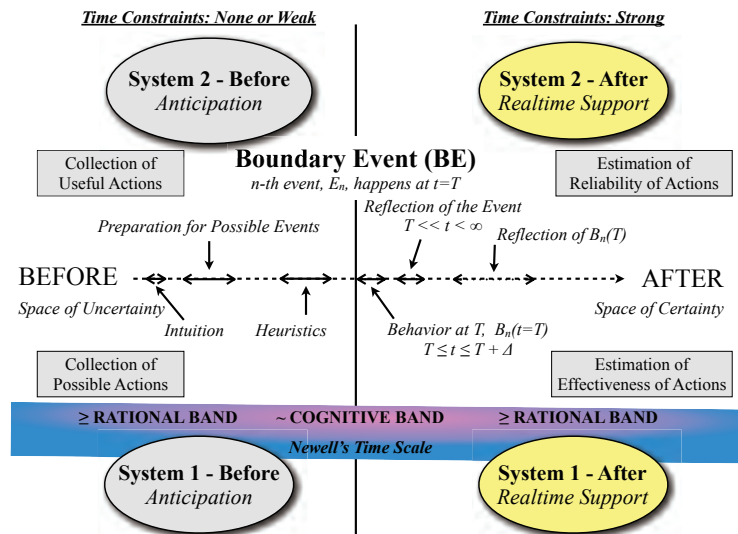 Time Constraints: None or Weak
Time Constraints: Strong
System 2 - Before
Anticipation
System 2 - After
Realtime Support
Collection of
Useful Actions
Boundary Event (BE)
n-th event, Eₙ, happens at t=T
Estimation of
Reliability of Actions
Preparation for Possible Events
Reflection of the Event
T << t < ∞
Reflection of Bₙ(T)
BEFORE
Space of Uncertainty
AFTER
Space of Certainty
Intuition
Heuristics
Behavior at T, Bₙ(t=T)
T ≤ t ≤ T + Δ
Collection of
Possible Actions
Estimation of
Effectiveness of Actions
≥ RATIONAL BAND
~ COGNITIVE BAND
≥ RATIONAL BAND
Newell's Time Scale
System 1 - Before
Anticipation
System 1 - After
Realtime Support